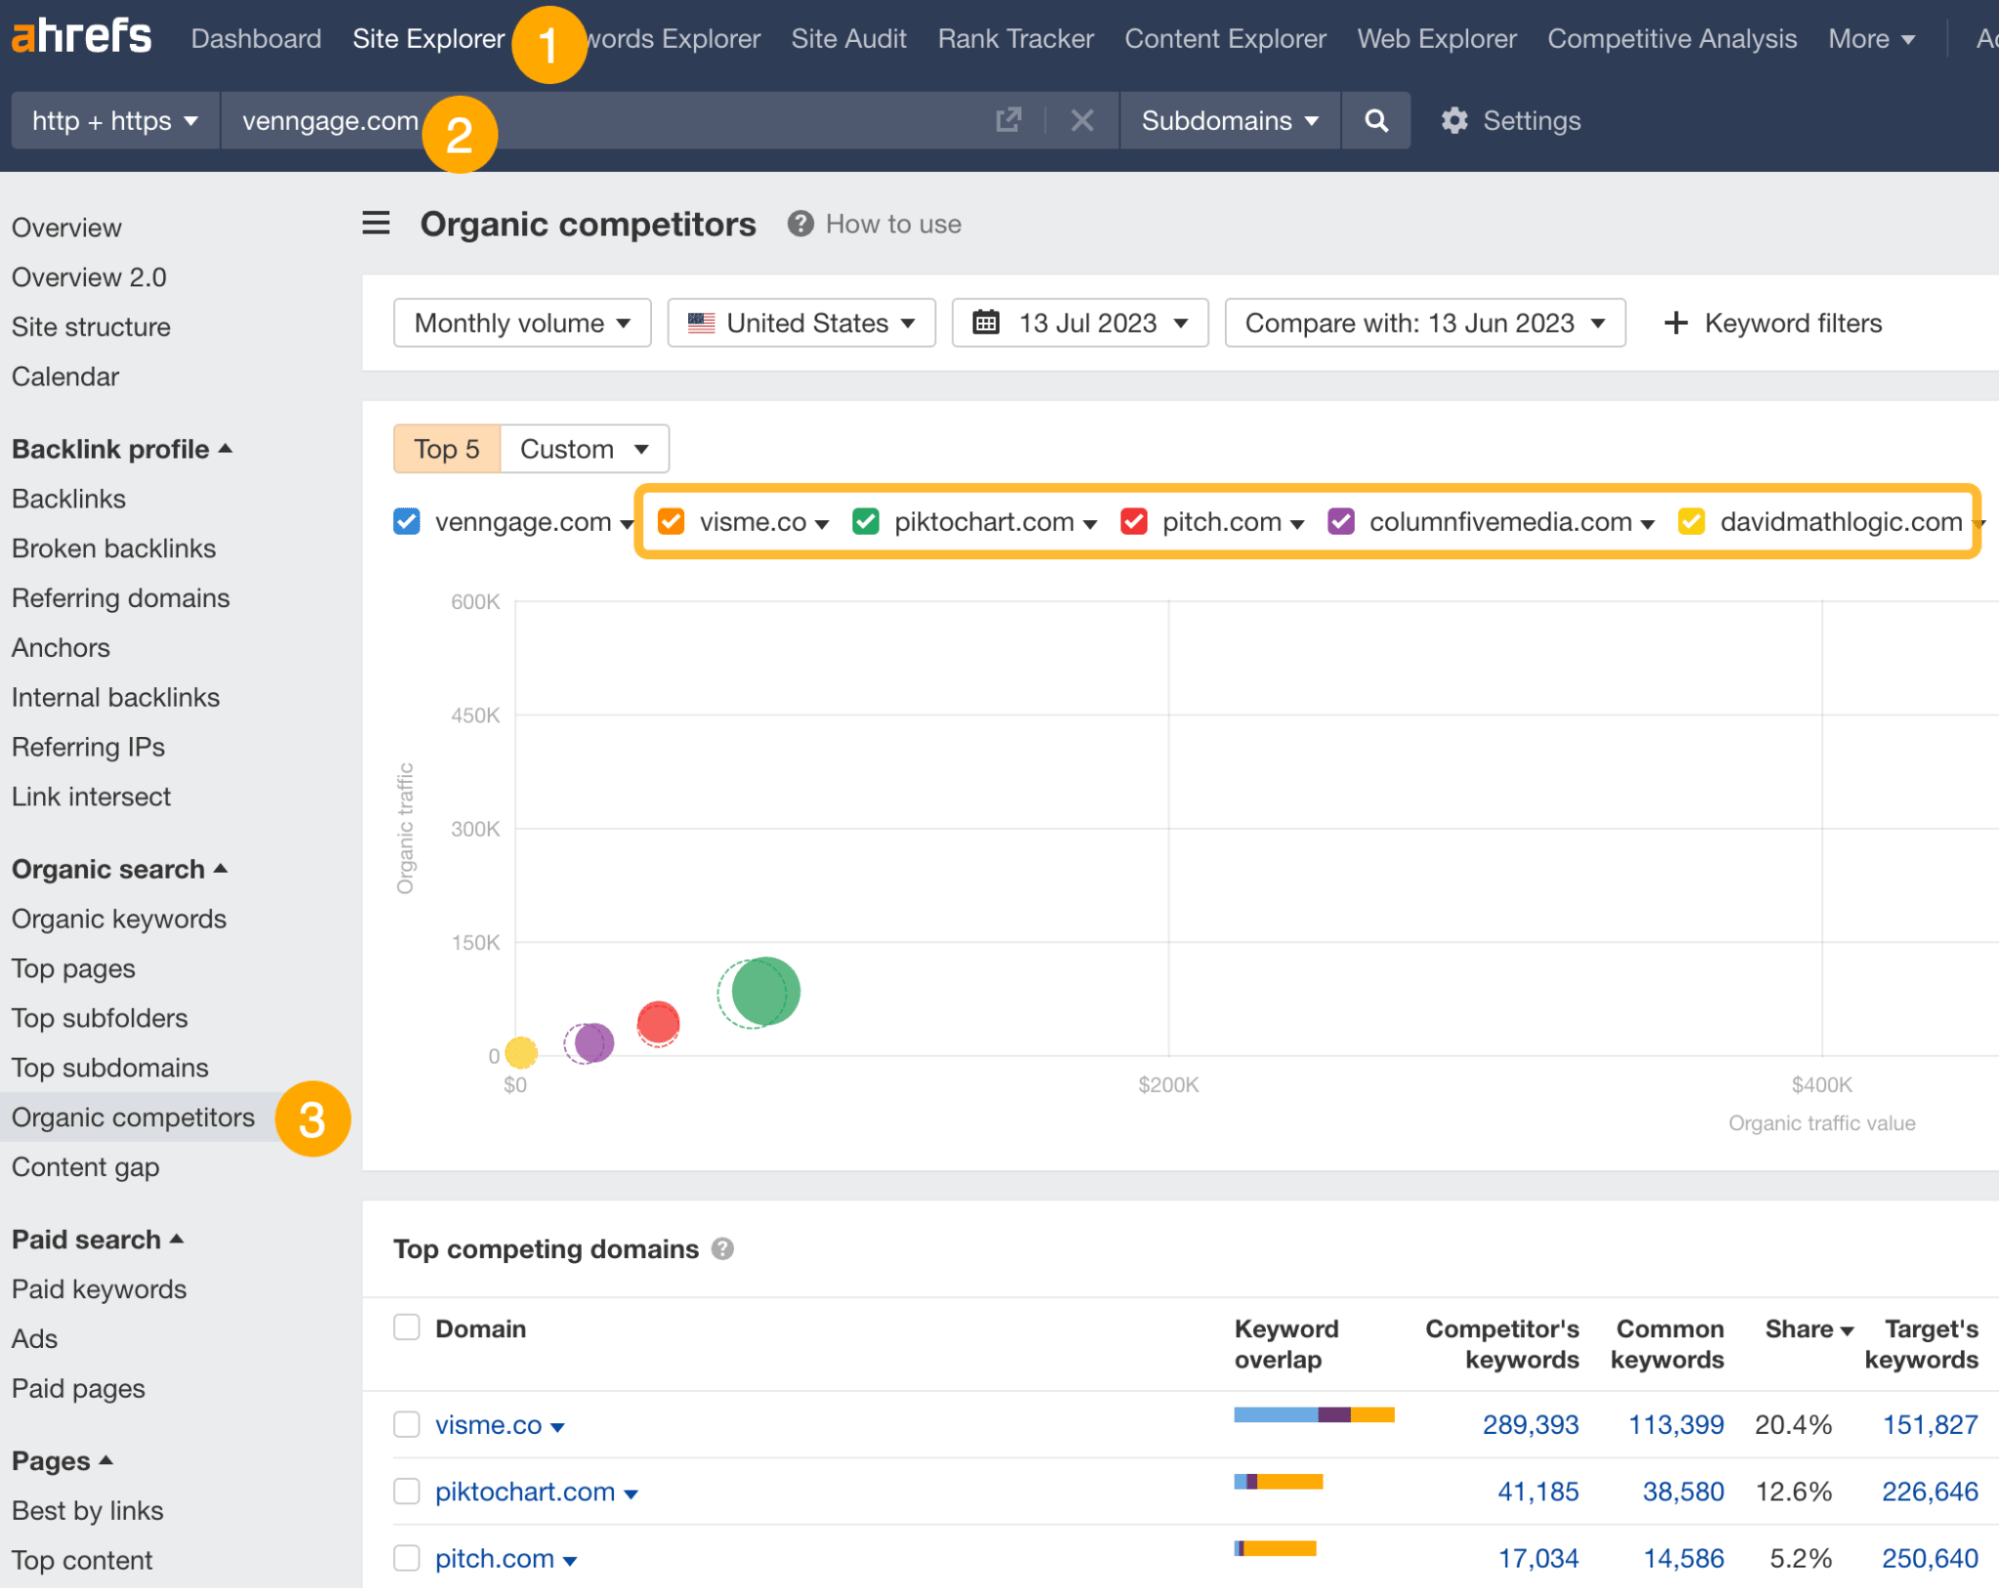 ahrefs Dashboard Site Explorer 1 words Explorer Site Audit Rank Tracker Content Explorer Web Explorer Competitive Analysis More
http + https venngage.com 2 Subdomains Settings
Organic competitors How to use
Monthly volume United States 13 Jul 2023 Compare with: 13 Jun 2023 + Keyword filters
Overview
Overview 2.0
Site structure
Calendar
Backlink profile
Backlinks
Broken backlinks
Referring domains
Anchors
Internal backlinks
Referring IPs
Link intersect
Organic search
Organic keywords
Top pages
Top subfolders
Top subdomains
Organic competitors 3
Content gap
Paid search
Paid keywords
Ads
Paid pages
Pages
Best by links
Top content
Top 5 Custom
venngage.com visme.co piktochart.com pitch.com columnfivemedia.com davidmathlogic.com
600K
450K
300K
150K
0
Organic traffic
$0 $200K $400K
Organic traffic value
Top competing domains
Domain Keyword overlap Competitor's keywords Common keywords Share Target's keywords
visme.co 289,393 113,399 20.4% 151,827
piktochart.com 41,185 38,580 12.6% 226,646
pitch.com 17,034 14,586 5.2% 250,640